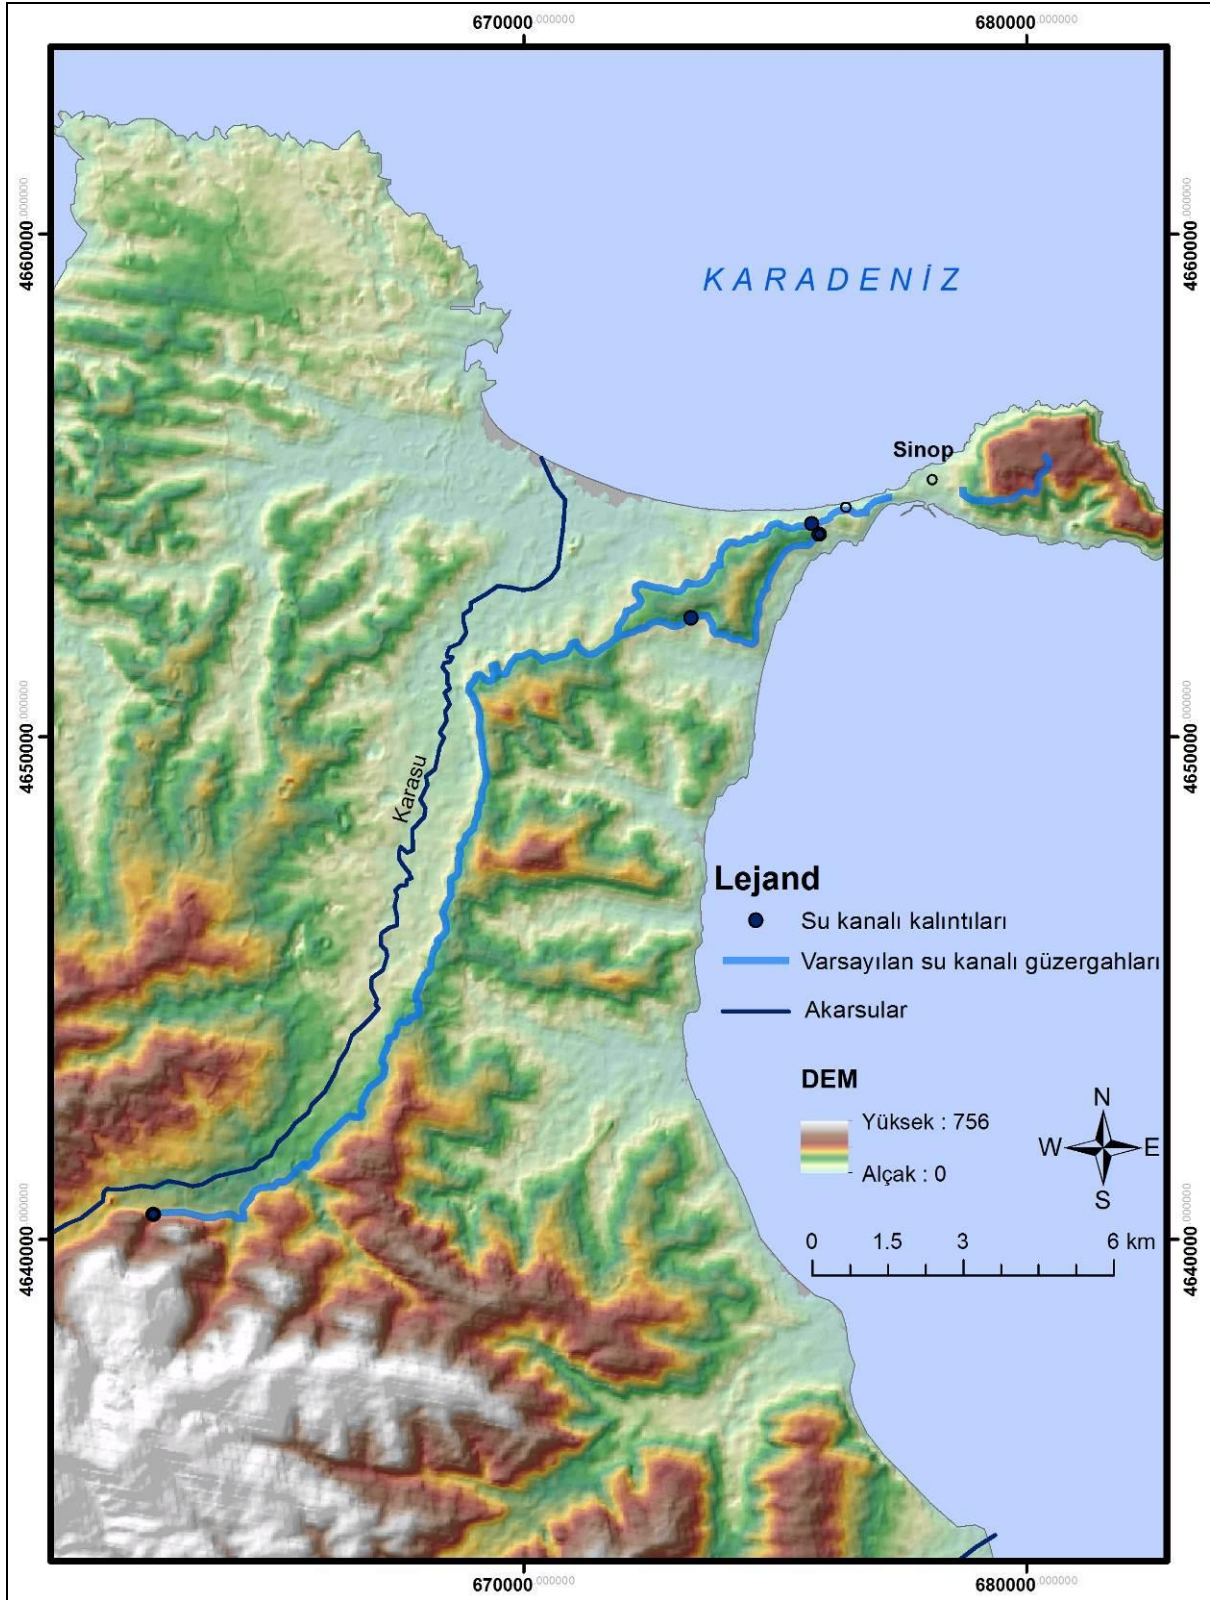 670000.000000
680000.000000
4660000.000000
4660000.000000
KARADENİZ
Sinop
4650000.000000
4650000.000000
Karasu
Lejand
Su kanalı kalıntıları
Varsayılan su kanalı güzergahları
Akarsular
DEM
Yüksek : 756
Alçak : 0
N
W
E
S
4640000.000000
4640000.000000
0 1.5 3 6 km
670000.000000
680000.000000